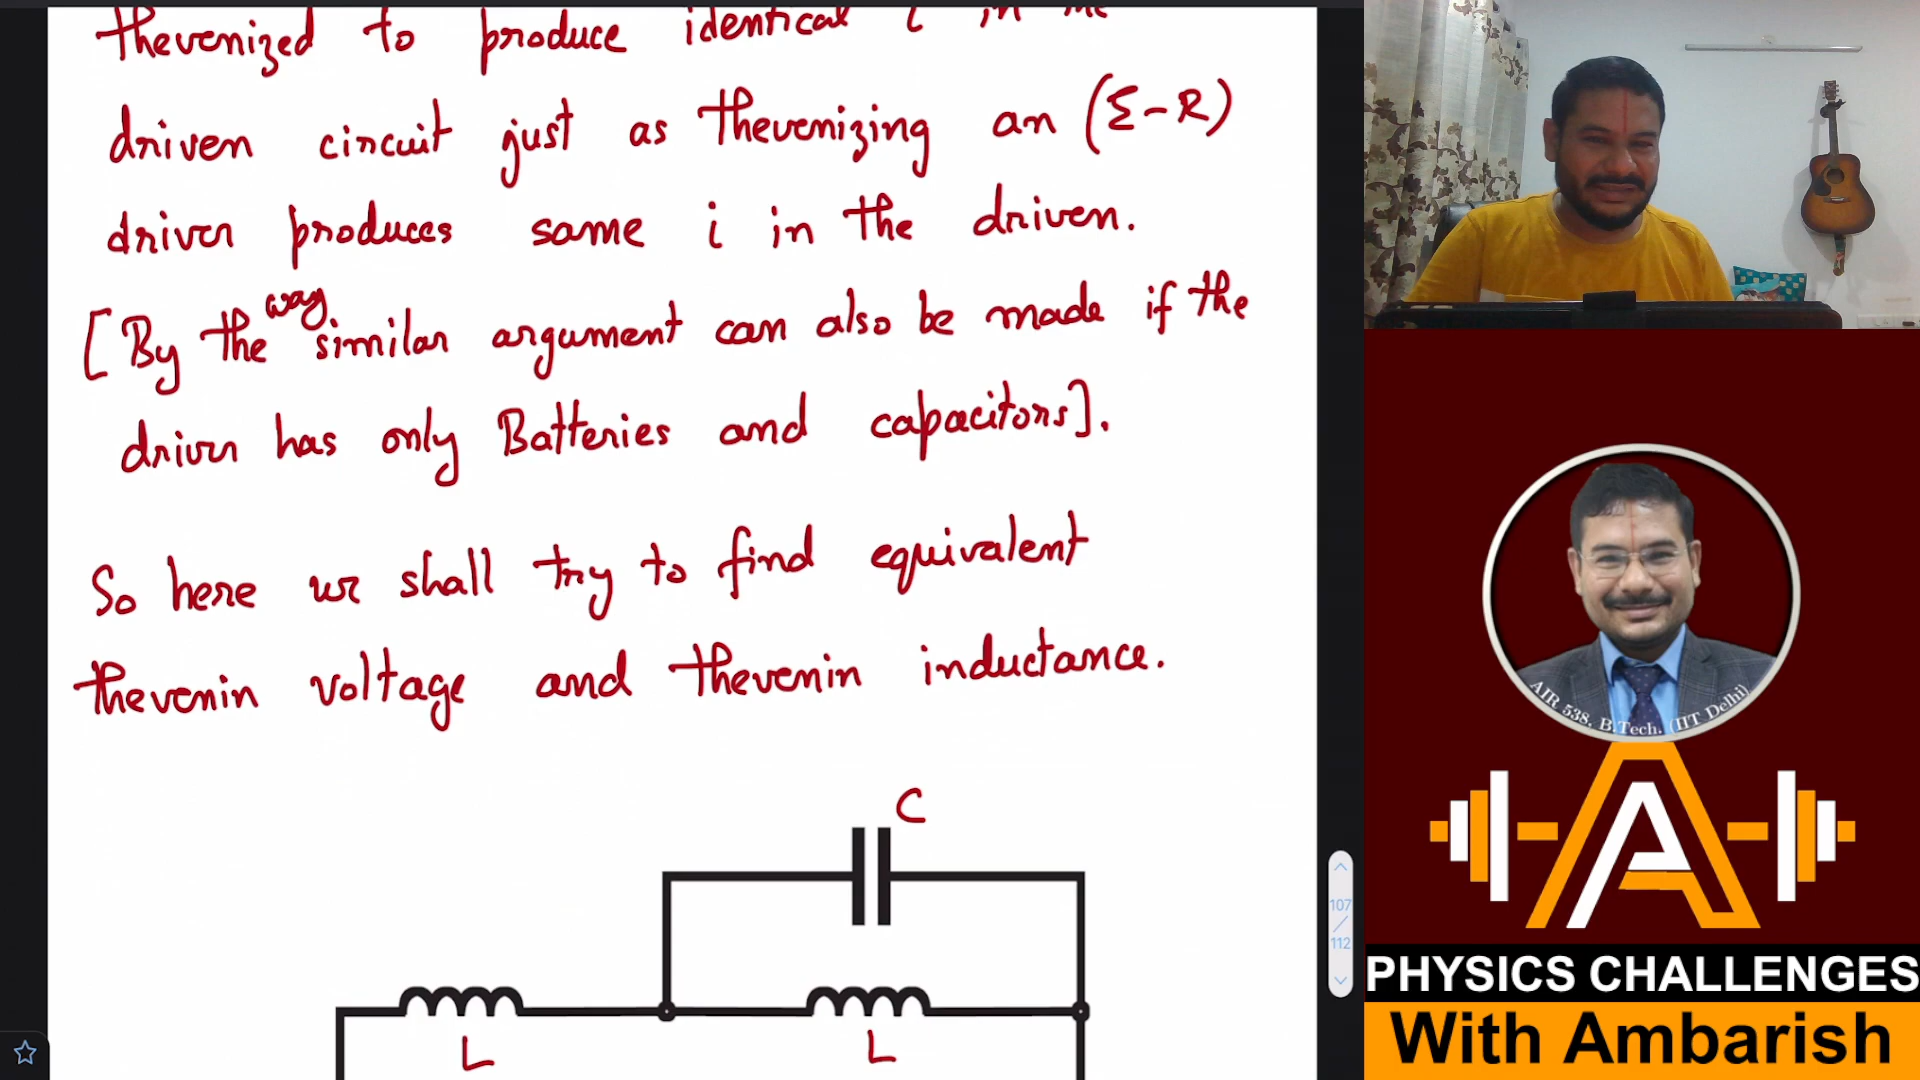 thevenized to produce identical i in the
driven circuit just as thevenizing an (Σ-R)
driver produces same i in the driven.
[By the way similar argument can also be made if the
driver has only Batteries and capacitors].
So here we shall try to find equivalent
thevenin voltage and thevenin inductance.
C
L
L
107
/
112
AIR 538, B.Tech. (IIT Delhi)
A
PHYSICS CHALLENGES
With Ambarish